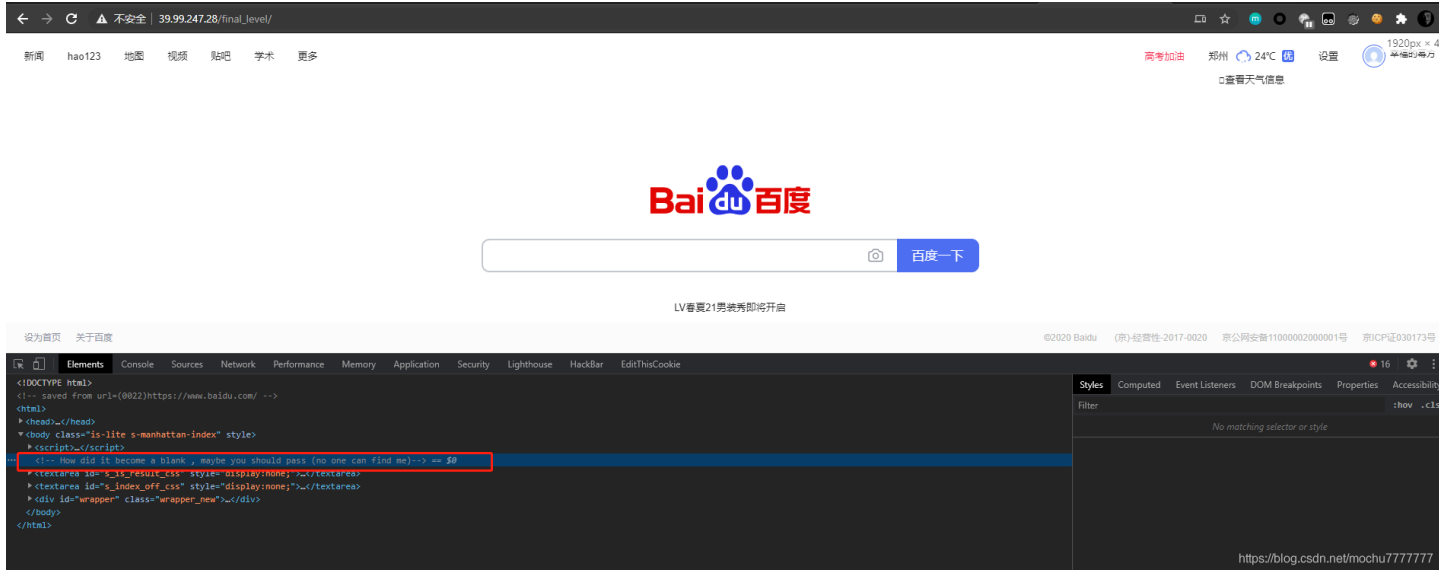 不安全 | 39.99.247.28/final_level/
新闻 hao123 地图 视频 贴吧 学术 更多 高考加油 郑州 24℃ 优 设置
1920px × 4
查看天气信息
Bai du 百度
百度一下
LV春夏21男装秀即将开启
设为首页 关于百度 ©2020 Baidu (京)-经营性-2017-0020 京公网安备11000002000001号 京ICP证030173号
Elements Console Sources Network Performance Memory Application Security Lighthouse HackBar EditThisCookie 16
<!DOCTYPE html>
<!-- saved from url=(0022)https://www.baidu.com/ -->
<html>
<head>…</head>
<body class="is-lite s-manhattan-index" style>
<script>…</script>
<!-- How did it become a blank , maybe you should pass (no one can find me)--> == $0
<textarea id="s_is_result_css" style="display:none;">…</textarea>
<textarea id="s_index_off_css" style="display:none;">…</textarea>
<div id="wrapper" class="wrapper_new">…</div>
</body>
</html>
Styles Computed Event Listeners DOM Breakpoints Properties Accessibility
Filter :hov .cls
No matching selector or style
https://blog.csdn.net/mochu7777777